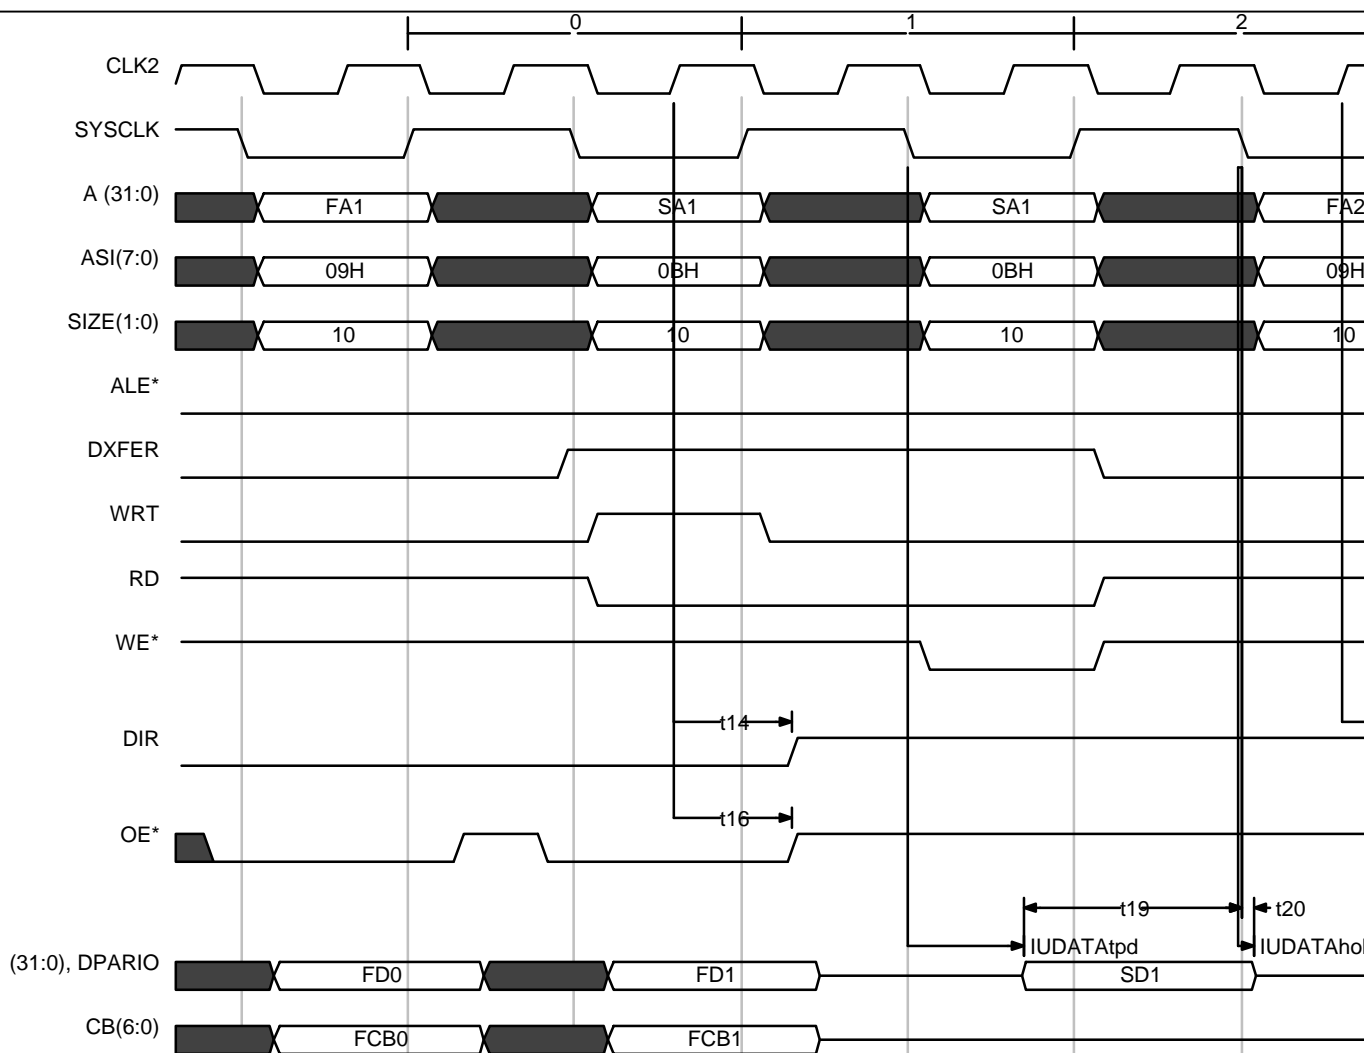 0 1 2
CLK2
SYSCLK
A (31:0) FA1 SA1 SA1 FA2
ASI(7:0) 09H 0BH 0BH 09H
SIZE(1:0) 10 10 10 10
ALE*
DXFER
WRT
RD
WE*
t14
DIR
t16
OE*
t19 t20
IUDATAtpd IUDATAhol
(31:0), DPARIO FD0 FD1 SD1
CB(6:0) FCB0 FCB1